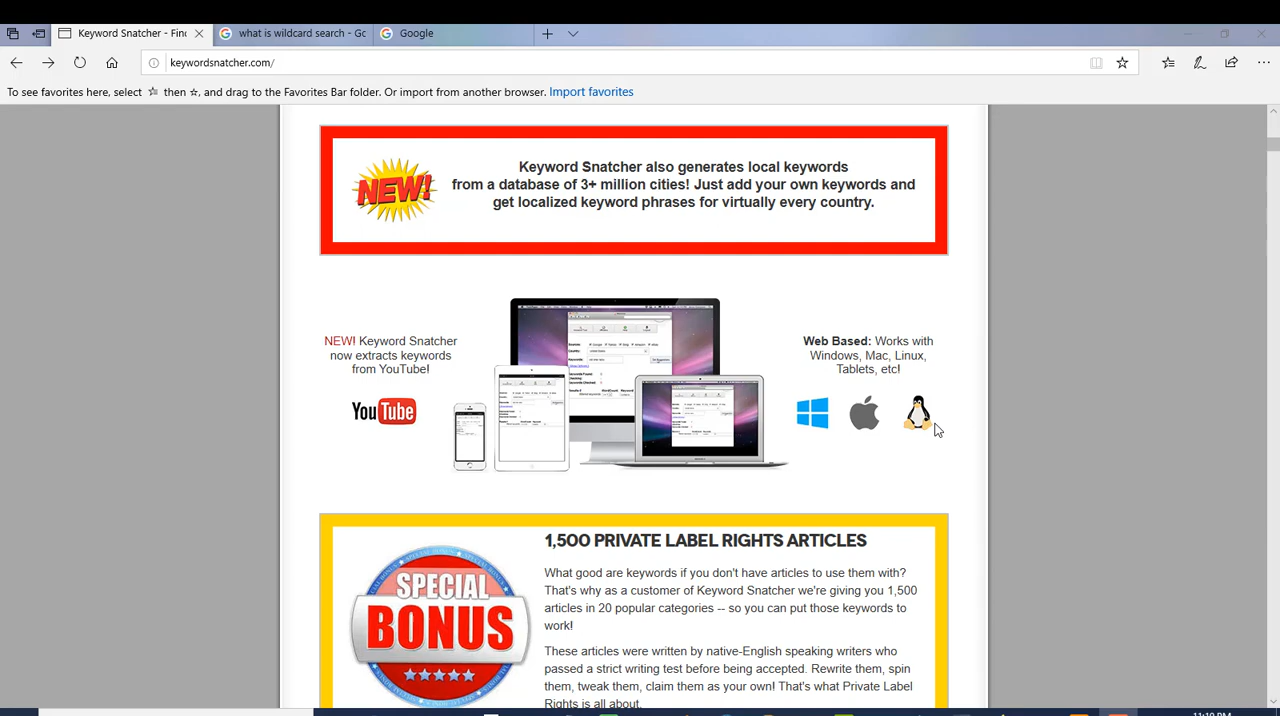 Keyword Snatcher - Finc
what is wildcard search - Gc
Google
keywordsnatcher.com/
To see favorites here, select ☆ then ☆, and drag to the Favorites Bar folder. Or import from another browser. Import favorites
NEW!
Keyword Snatcher also generates local keywords
from a database of 3+ million cities! Just add your own keywords and
get localized keyword phrases for virtually every country.
NEW! Keyword Snatcher
now extracts keywords
from YouTube!
YouTube
Web Based: Works with
Windows, Mac, Linux,
Tablets, etc!
SPECIAL
BONUS
1,500 PRIVATE LABEL RIGHTS ARTICLES
What good are keywords if you don't have articles to use them with?
That's why as a customer of Keyword Snatcher we're giving you 1,500
articles in 20 popular categories -- so you can put those keywords to
work!
These articles were written by native-English speaking writers who
passed a strict writing test before being accepted. Rewrite them, spin
them, tweak them, claim them as your own! That's what Private Label
Rights is all about.
11:19 PM